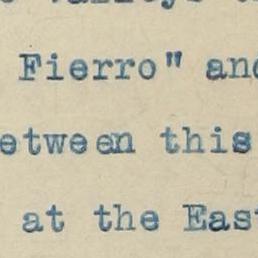 Fierro" and
etween this
at the East